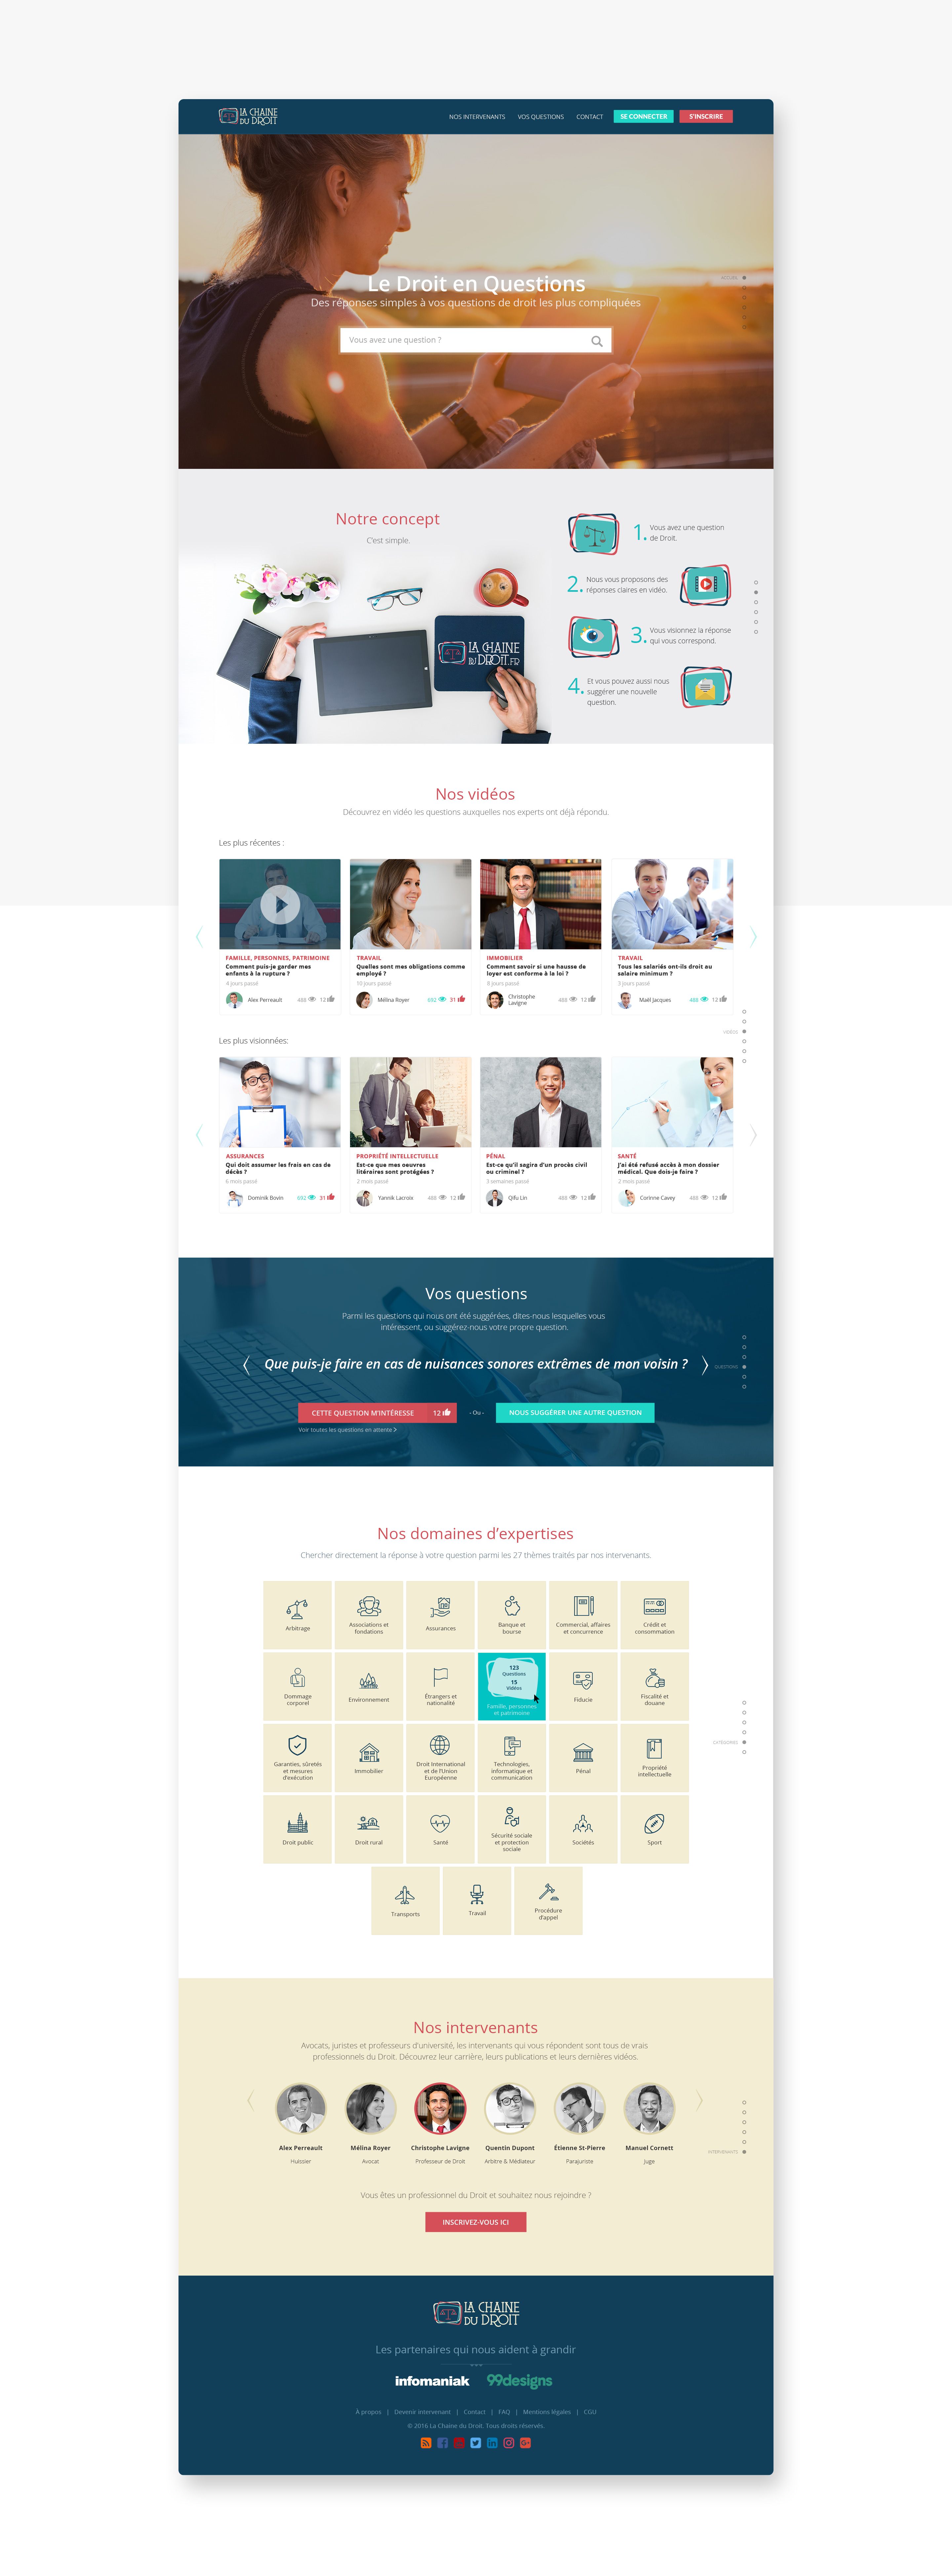 LA CHAINE
DU DROIT
NOS INTERVENANTS
VOS QUESTIONS
CONTACT
SE CONNECTER
S'INSCRIRE
Le Droit en Questions
Des réponses simples à vos questions de droit les plus compliquées
ACCUEIL
Vous avez une question ?
Notre concept
C'est simple.
LA CHAINE
DU DROIT.FR
1. Vous avez une question
de Droit.
2. Nous vous proposons des
réponses claires en vidéo.
3. Vous visionnez la réponse
qui vous correspond.
4. Et vous pouvez aussi nous
suggérer une nouvelle
question.
Nos vidéos
Découvrez en vidéo les questions auxquelles nos experts ont déjà répondu.
Les plus récentes :
FAMILLE, PERSONNES, PATRIMOINE
Comment puis-je garder mes
enfants à la rupture ?
4 jours passé
Alex Perreault 488 12
TRAVAIL
Quelles sont mes obligations comme
employé ?
10 jours passé
Mélina Royer 692 31
IMMOBILIER
Comment savoir si une hausse de
loyer est conforme à la loi ?
8 jours passé
Christophe
Lavigne 488 12
TRAVAIL
Tous les salariés ont-ils droit au
salaire minimum ?
3 jours passé
Maël Jacques 488 12
VIDÉOS
Les plus visionnées:
ASSURANCES
Qui doit assumer les frais en cas de
décès ?
6 mois passé
Dominik Bovin 692 31
PROPRIÉTÉ INTELLECTUELLE
Est-ce que mes oeuvres
litéraires sont protégées ?
2 mois passé
Yannik Lacroix 488 12
PÉNAL
Est-ce qu'il sagira d'un procès civil
ou criminel ?
3 semaines passé
Qifu Lin 488 12
SANTÉ
J'ai été refusé accès à mon dossier
médical. Que dois-je faire ?
2 mois passé
Corinne Cavey 488 12
Vos questions
Parmi les questions qui nous ont été suggérées, dites-nous lesquelles vous
intéressent, ou suggérez-nous votre propre question.
Que puis-je faire en cas de nuisances sonores extrêmes de mon voisin ?
QUESTIONS
CETTE QUESTION M'INTÉRESSE 12
- Ou -
NOUS SUGGÉRER UNE AUTRE QUESTION
Voir toutes les questions en attente
Nos domaines d'expertises
Chercher directement la réponse à votre question parmi les 27 thèmes traités par nos intervenants.
Arbitrage
Associations et
fondations
Assurances
Banque et
bourse
Commercial, affaires
et concurrence
Crédit et
consommation
Dommage
corporel
Environnement
Étrangers et
nationalité
123
Questions
15
Vidéos
Famille, personnes
et patrimoine
Fiducie
Fiscalité et
douane
Garanties, sûretés
et mesures
d'exécution
Immobilier
Droit International
et de l'Union
Européenne
Technologies,
informatique et
communication
Pénal
Propriété
intellectuelle
CATÉGORIES
Droit public
Droit rural
Santé
Sécurité sociale
et protection
sociale
Sociétés
Sport
Transports
Travail
Procédure
d'appel
Nos intervenants
Avocats, juristes et professeurs d'université, les intervenants qui vous répondent sont tous de vrais
professionnels du Droit. Découvrez leur carrière, leurs publications et leurs dernières vidéos.
Alex Perreault
Huissier
Mélina Royer
Avocat
Christophe Lavigne
Professeur de Droit
Quentin Dupont
Arbitre & Médiateur
Étienne St-Pierre
Parajuriste
Manuel Cornett
Juge
INTERVENANTS
Vous êtes un professionnel du Droit et souhaitez nous rejoindre ?
INSCRIVEZ-VOUS ICI
LA CHAINE
DU DROIT
Les partenaires qui nous aident à grandir
infomaniak
99designs
À propos | Devenir intervenant | Contact | FAQ | Mentions légales | CGU
© 2016 La Chaine du Droit. Tous droits réservés.